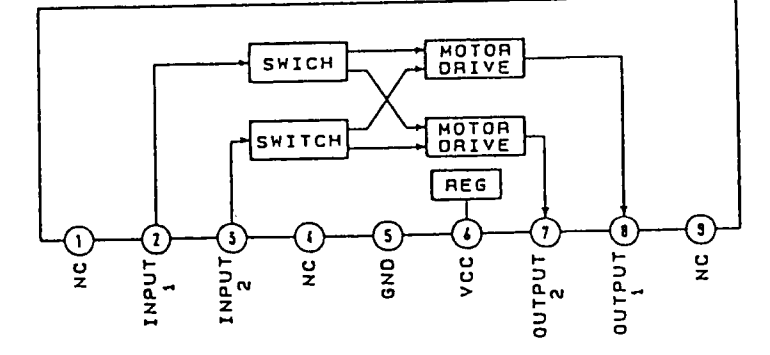 SWICH
MOTOR
DRIVE
SWITCH
MOTOR
DRIVE
REG
1
2
3
4
5
6
7
8
9
NC
INPUT
1
INPUT
2
NC
GND
VCC
OUTPUT
2
OUTPUT
1
NC